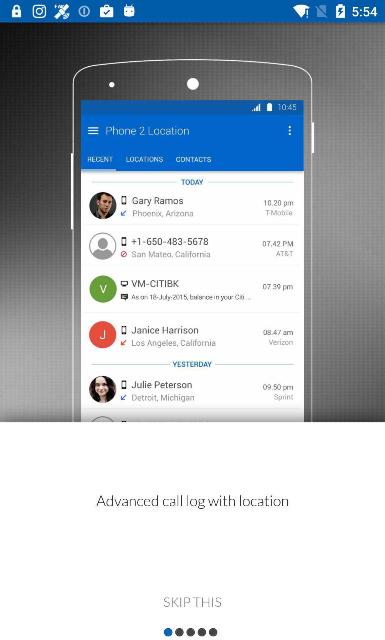 5:54
10:45
Phone 2 Location
RECENT LOCATIONS CONTACTS
TODAY
Gary Ramos 10.20 pm
Phoenix, Arizona T-Mobile
+1-650-483-5678 07.42 PM
San Mateo, California AT&T
V VM-CITIBK 07.39 pm
As on 18-July-2015, balance in your Citi ...
J Janice Harrison 08.47 am
Los Angeles, California Verizon
YESTERDAY
Julie Peterson 09.50 pm
Detroit, Michigan Sprint
Advanced call log with location
SKIP THIS